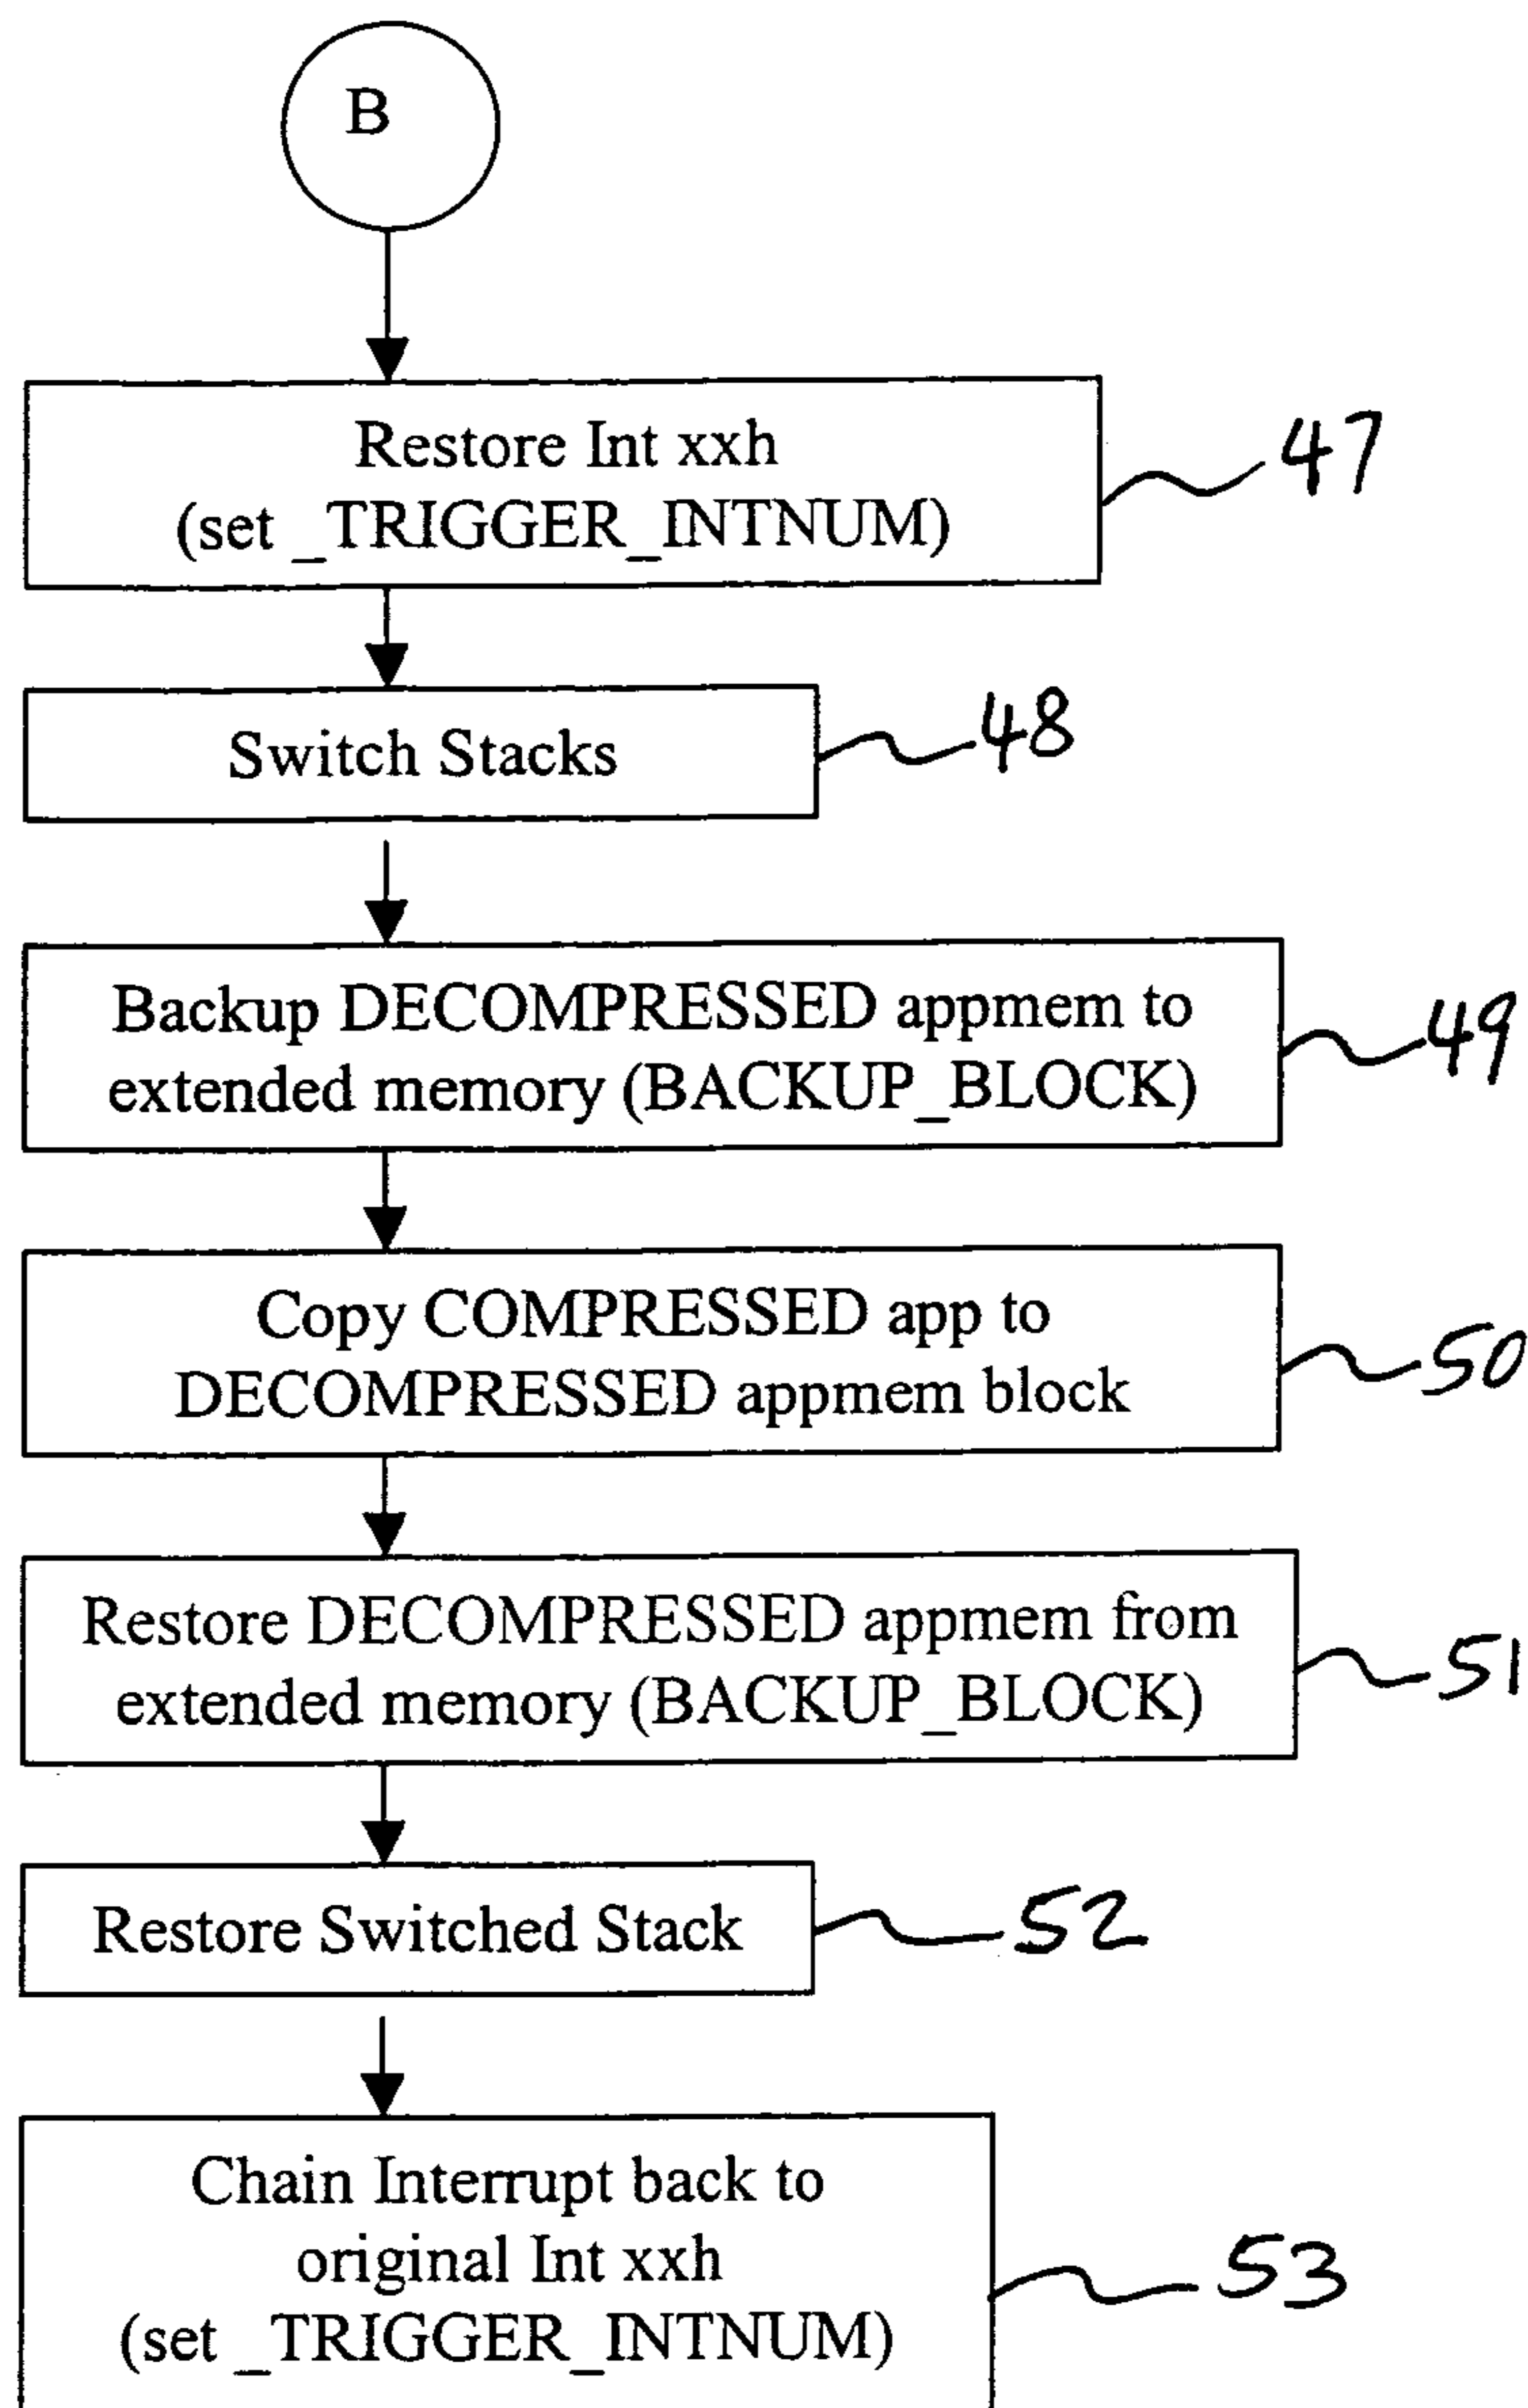 B
Restore Int xxh
(set _TRIGGER_INTNUM)
47
Switch Stacks
48
Backup DECOMPRESSED appmem to
extended memory (BACKUP_BLOCK)
49
Copy COMPRESSED app to
DECOMPRESSED appmem block
50
Restore DECOMPRESSED appmem from
extended memory (BACKUP_BLOCK)
51
Restore Switched Stack
52
Chain Interrupt back to
original Int xxh
(set _TRIGGER_INTNUM)
53